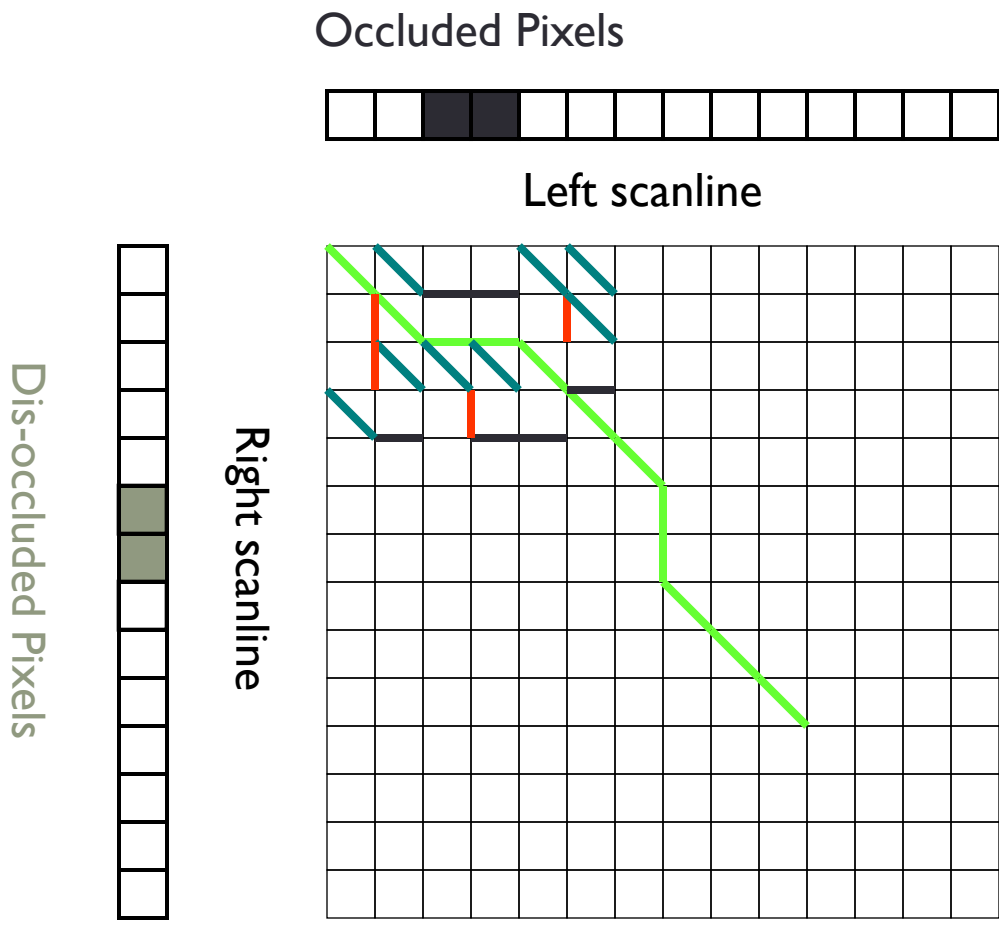 Occluded Pixels
Left scanline
Dis-occluded Pixels
Right scanline